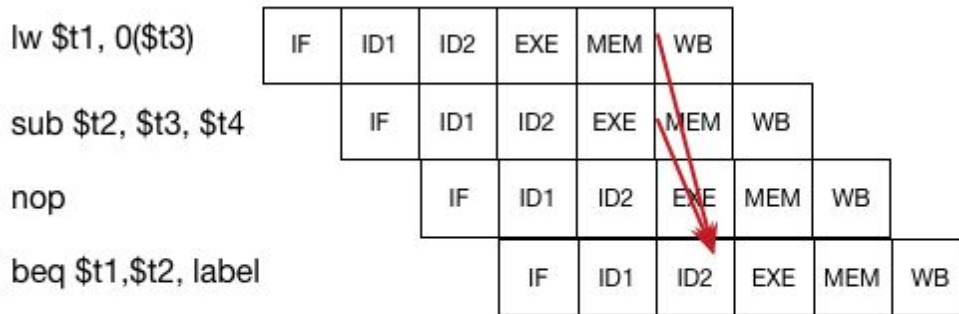 lw $t1, 0($t3) IF ID1 ID2 EXE MEM WB
sub $t2, $t3, $t4 IF ID1 ID2 EXE MEM WB
nop IF ID1 ID2 EXE MEM WB
beq $t1,$t2, label IF ID1 ID2 EXE MEM WB